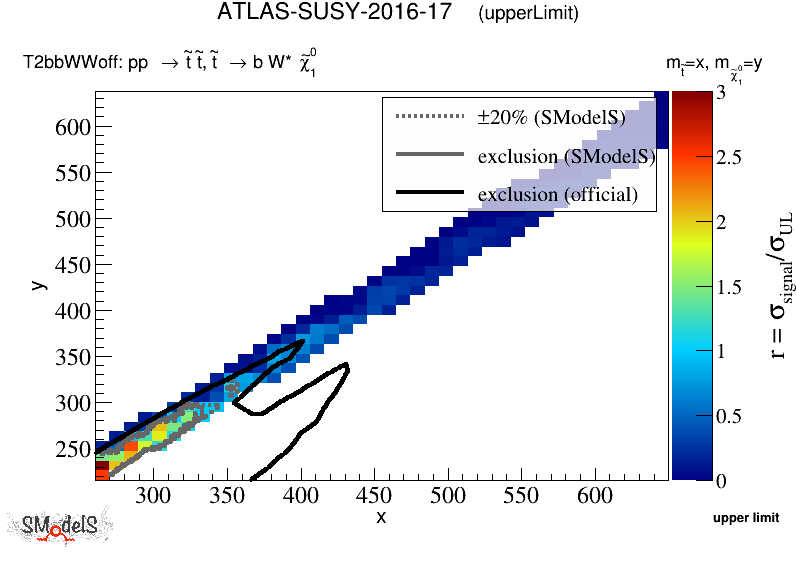 ATLAS-SUSY-2016-17 (upperLimit)
T2bbWWoff: pp → t̃ t̃, t̃ → b W* χ̃₁⁰
m_t̃=x, m_χ̃₁⁰=y
±20% (SModelS)
exclusion (SModelS)
exclusion (official)
600
550
500
450
400
350
300
250
y
300
350
400
450
500
550
600
x
3
2.5
2
1.5
1
0.5
0
r = σ_signal/σ_UL
SModelS
upper limit